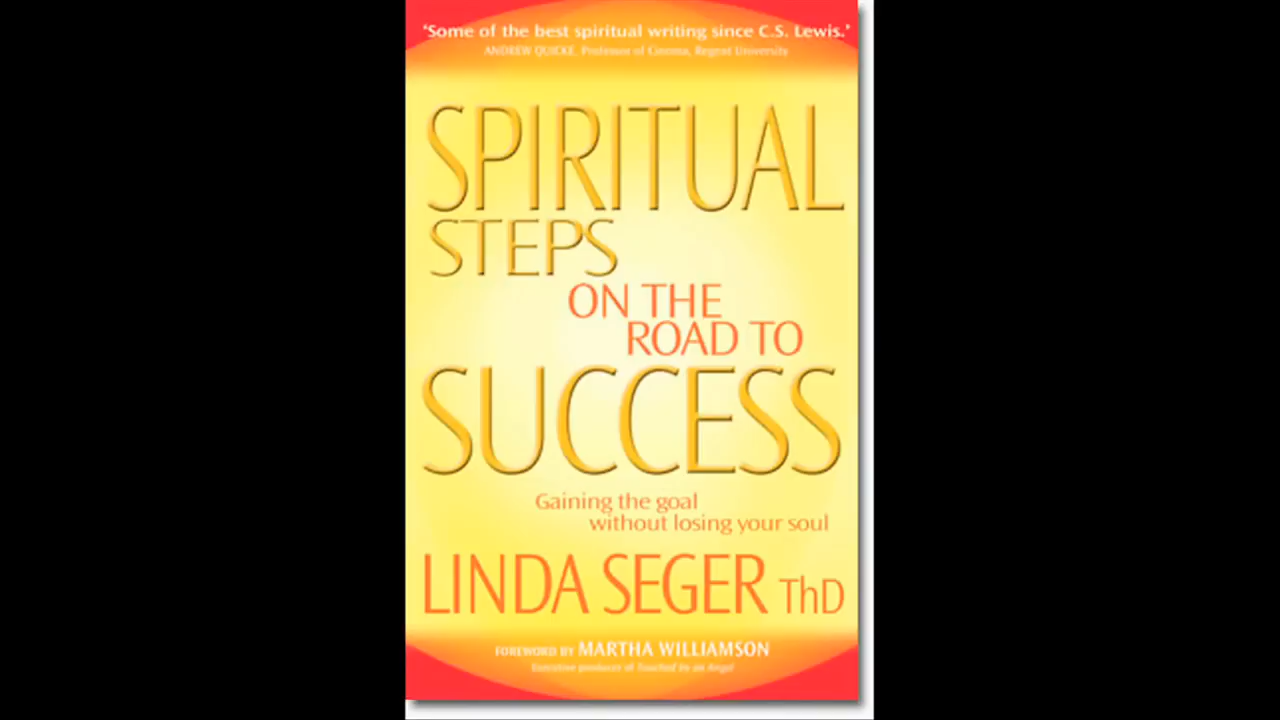 ‘Some of the best spiritual writing since C.S. Lewis.’
ANDREW QUICKE, Professor of Cinema, Regent University
SPIRITUAL
STEPS
ON THE
ROAD TO
SUCCESS
Gaining the goal
without losing your soul
LINDA SEGER ThD
FOREWORD BY MARTHA WILLIAMSON
Executive producer of Touched by an Angel